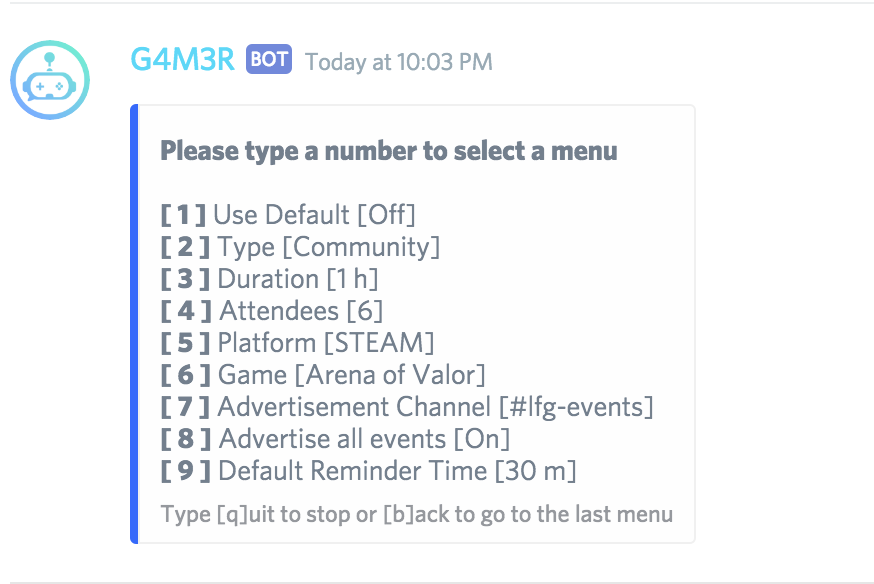 G4M3R BOT Today at 10:03 PM
Please type a number to select a menu
[ 1 ] Use Default [Off]
[ 2 ] Type [Community]
[ 3 ] Duration [1 h]
[ 4 ] Attendees [6]
[ 5 ] Platform [STEAM]
[ 6 ] Game [Arena of Valor]
[ 7 ] Advertisement Channel [#lfg-events]
[ 8 ] Advertise all events [On]
[ 9 ] Default Reminder Time [30 m]
Type [q]uit to stop or [b]ack to go to the last menu